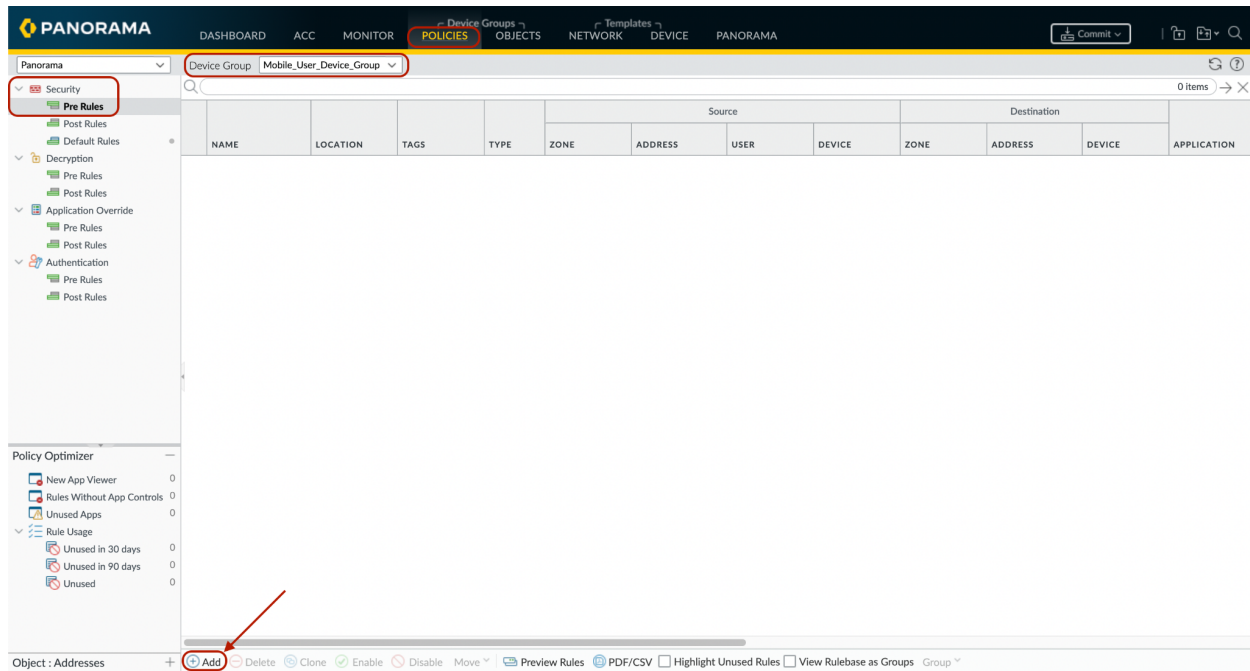 PANORAMA
Device Groups
Templates
DASHBOARD ACC MONITOR POLICIES OBJECTS NETWORK DEVICE PANORAMA
Commit
Panorama
Device Group Mobile_User_Device_Group
Security
Pre Rules
Post Rules
Default Rules
Decryption
Pre Rules
Post Rules
Application Override
Pre Rules
Post Rules
Authentication
Pre Rules
Post Rules
0 items
Source Destination
NAME LOCATION TAGS TYPE ZONE ADDRESS USER DEVICE ZONE ADDRESS DEVICE APPLICATION
Policy Optimizer
New App Viewer 0
Rules Without App Controls 0
Unused Apps 0
Rule Usage
Unused in 30 days 0
Unused in 90 days 0
Unused 0
Object : Addresses
Add Delete Clone Enable Disable Move Preview Rules PDF/CSV Highlight Unused Rules View Rulebase as Groups Group